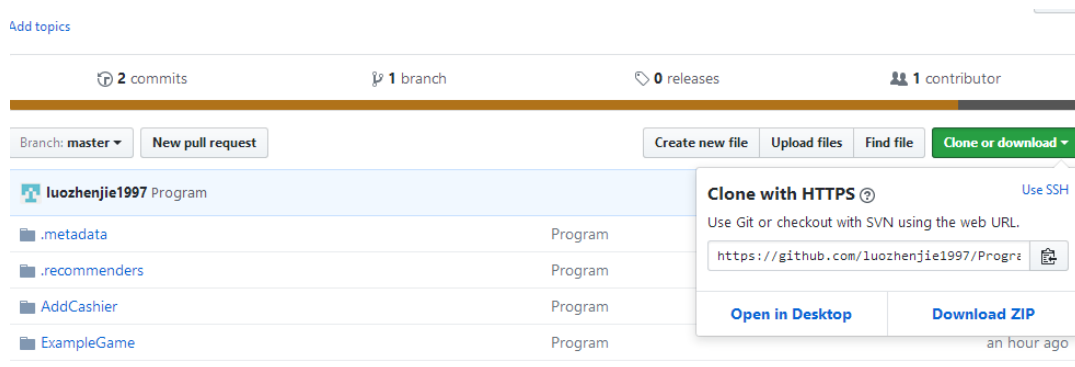 Add topics
2 commits
1 branch
0 releases
1 contributor
Branch: master
New pull request
Create new file
Upload files
Find file
Clone or download
luozhenjie1997 Program
Clone with HTTPS
Use SSH
Use Git or checkout with SVN using the web URL.
https://github.com/luozhenjie1997/Progra
Open in Desktop
Download ZIP
.metadata Program
.recommenders Program
AddCashier Program
ExampleGame Program an hour ago